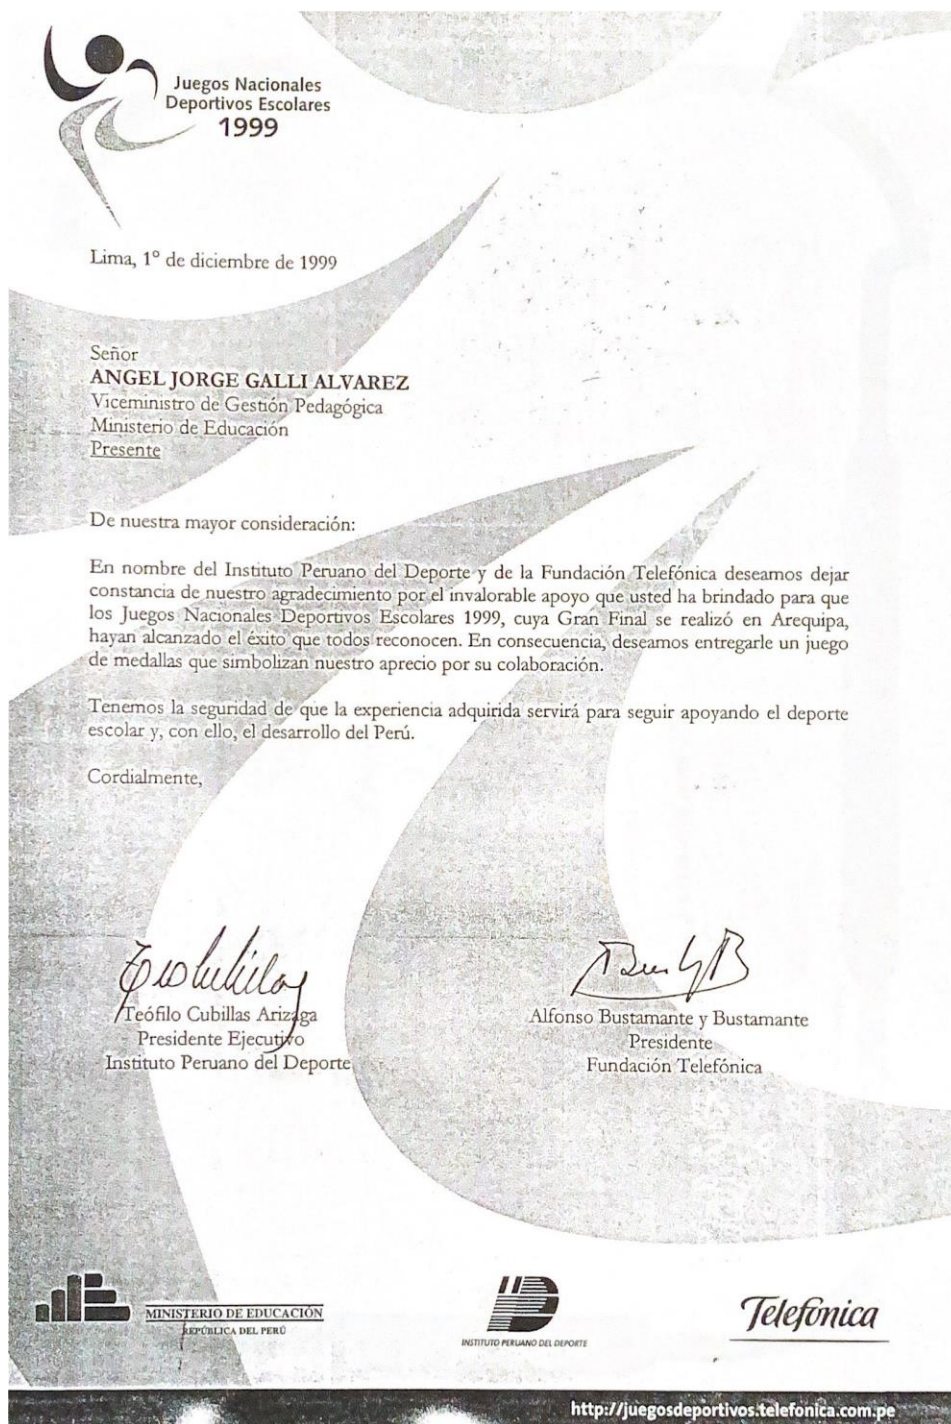 Juegos Nacionales
Deportivos Escolares
1999
Lima, 1° de diciembre de 1999
Señor
ANGEL JORGE GALLI ALVAREZ
Viceministro de Gestión Pedagógica
Ministerio de Educación
Presente
De nuestra mayor consideración:
En nombre del Instituto Peruano del Deporte y de la Fundación Telefónica deseamos dejar
constancia de nuestro agradecimiento por el invalorable apoyo que usted ha brindado para que
los Juegos Nacionales Deportivos Escolares 1999, cuya Gran Final se realizó en Arequipa,
hayan alcanzado el éxito que todos reconocen. En consecuencia, deseamos entregarle un juego
de medallas que simbolizan nuestro aprecio por su colaboración.
Tenemos la seguridad de que la experiencia adquirida servirá para seguir apoyando el deporte
escolar y, con ello, el desarrollo del Perú.
Cordialmente,
Teófilo Cubillas Arizaga
Presidente Ejecutivo
Instituto Peruano del Deporte
Alfonso Bustamante y Bustamante
Presidente
Fundación Telefónica
MINISTERIO DE EDUCACIÓN
REPÚBLICA DEL PERÚ
INSTITUTO PERUANO DEL DEPORTE
Telefónica
http://juegosdeportivos.telefonica.com.pe